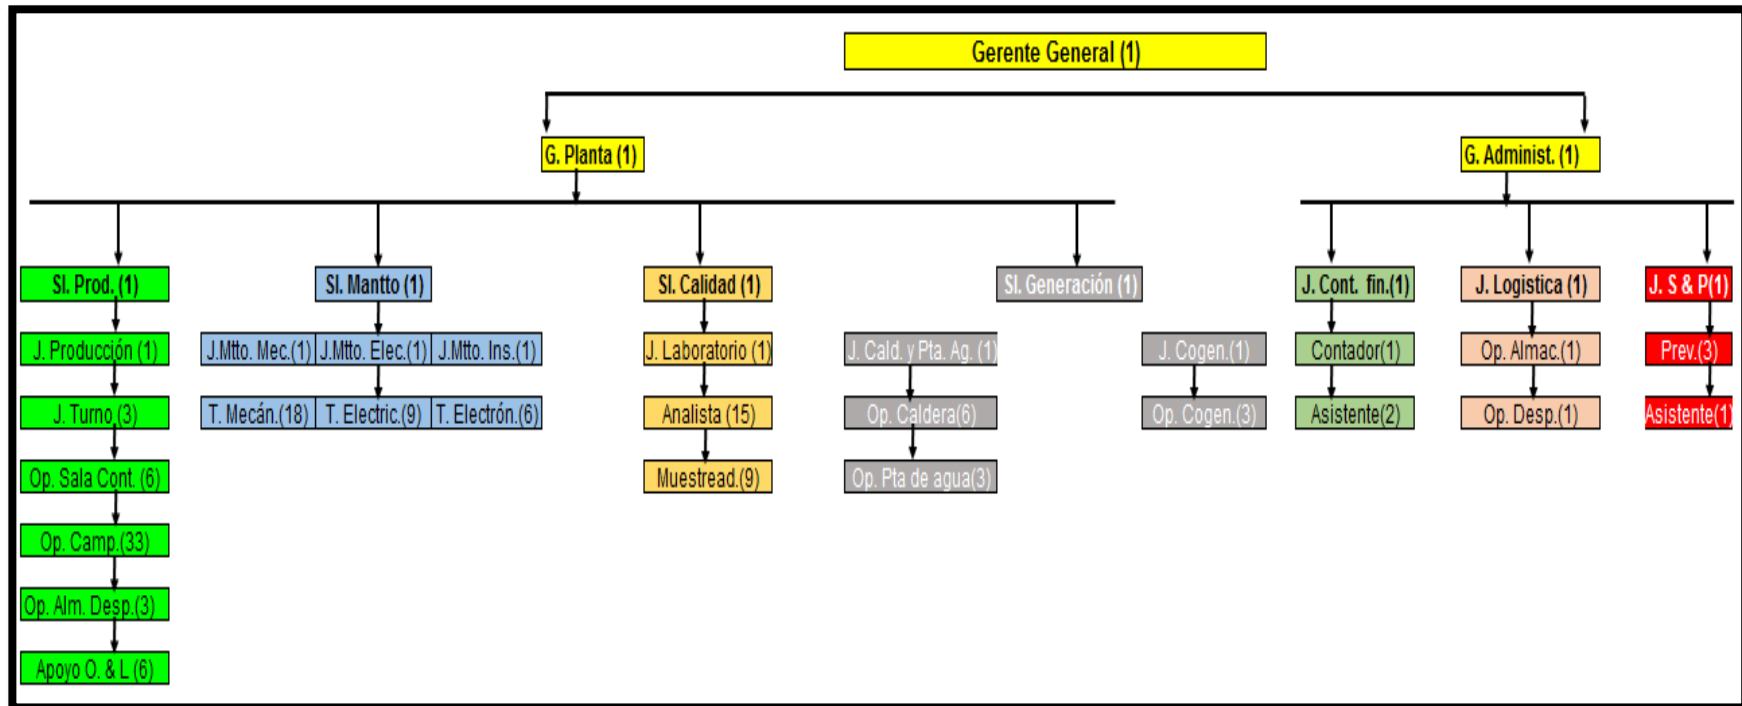 Gerente General (1)
G. Planta (1)
G. Administ. (1)
SI. Prod. (1)
SI. Mantto (1)
SI. Calidad (1)
SI. Generación (1)
J. Cont. fin.(1)
J. Logistica (1)
J. S & P(1)
J. Producción (1)
J.Mtto. Mec.(1)
J.Mtto. Elec.(1)
J.Mtto. Ins.(1)
J. Laboratorio (1)
J. Cald. y Pta. Ag. (1)
J. Cogen.(1)
Contador(1)
Op. Almac.(1)
Prev.(3)
J. Turno (3)
T. Mecán.(18)
T. Electric.(9)
T. Electrón.(6)
Analista (15)
Op. Caldera(6)
Op. Cogen.(3)
Asistente(2)
Op. Desp.(1)
Asistente(1)
Op. Sala Cont. (6)
Muestread.(9)
Op. Pta de agua(3)
Op. Camp.(33)
Op. Alm. Desp.(3)
Apoyo O. & L (6)